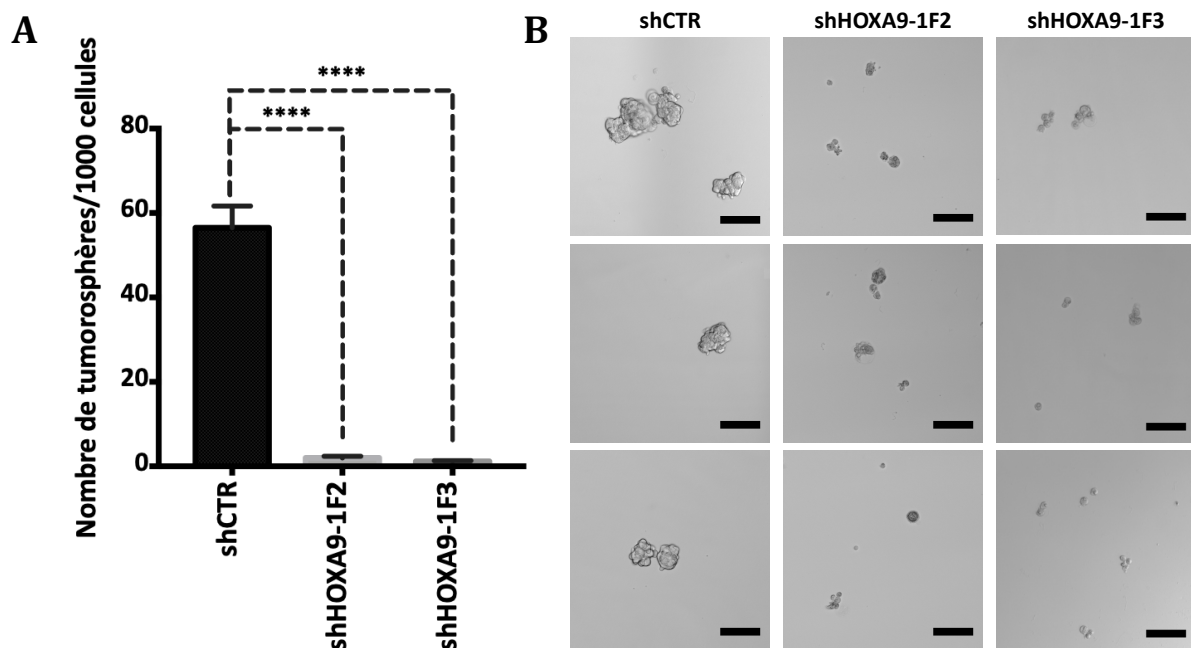 A
Nombre de tumorosphères/1000 cellules
80
60
40
20
0
****
****
shCTR
shHOXA9-1F2
shHOXA9-1F3
B
shCTR
shHOXA9-1F2
shHOXA9-1F3